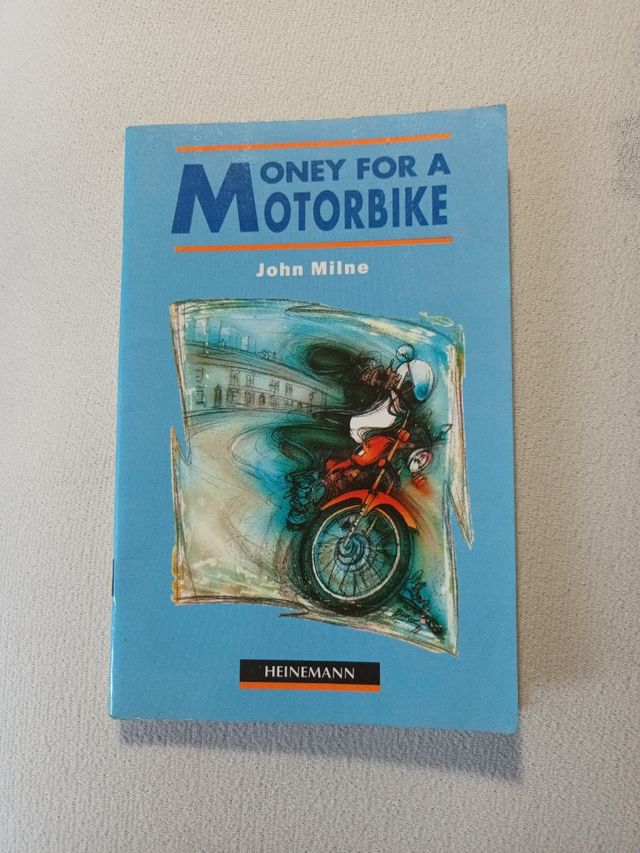 MONEY FOR A
MOTORBIKE
John Milne
HEINEMANN